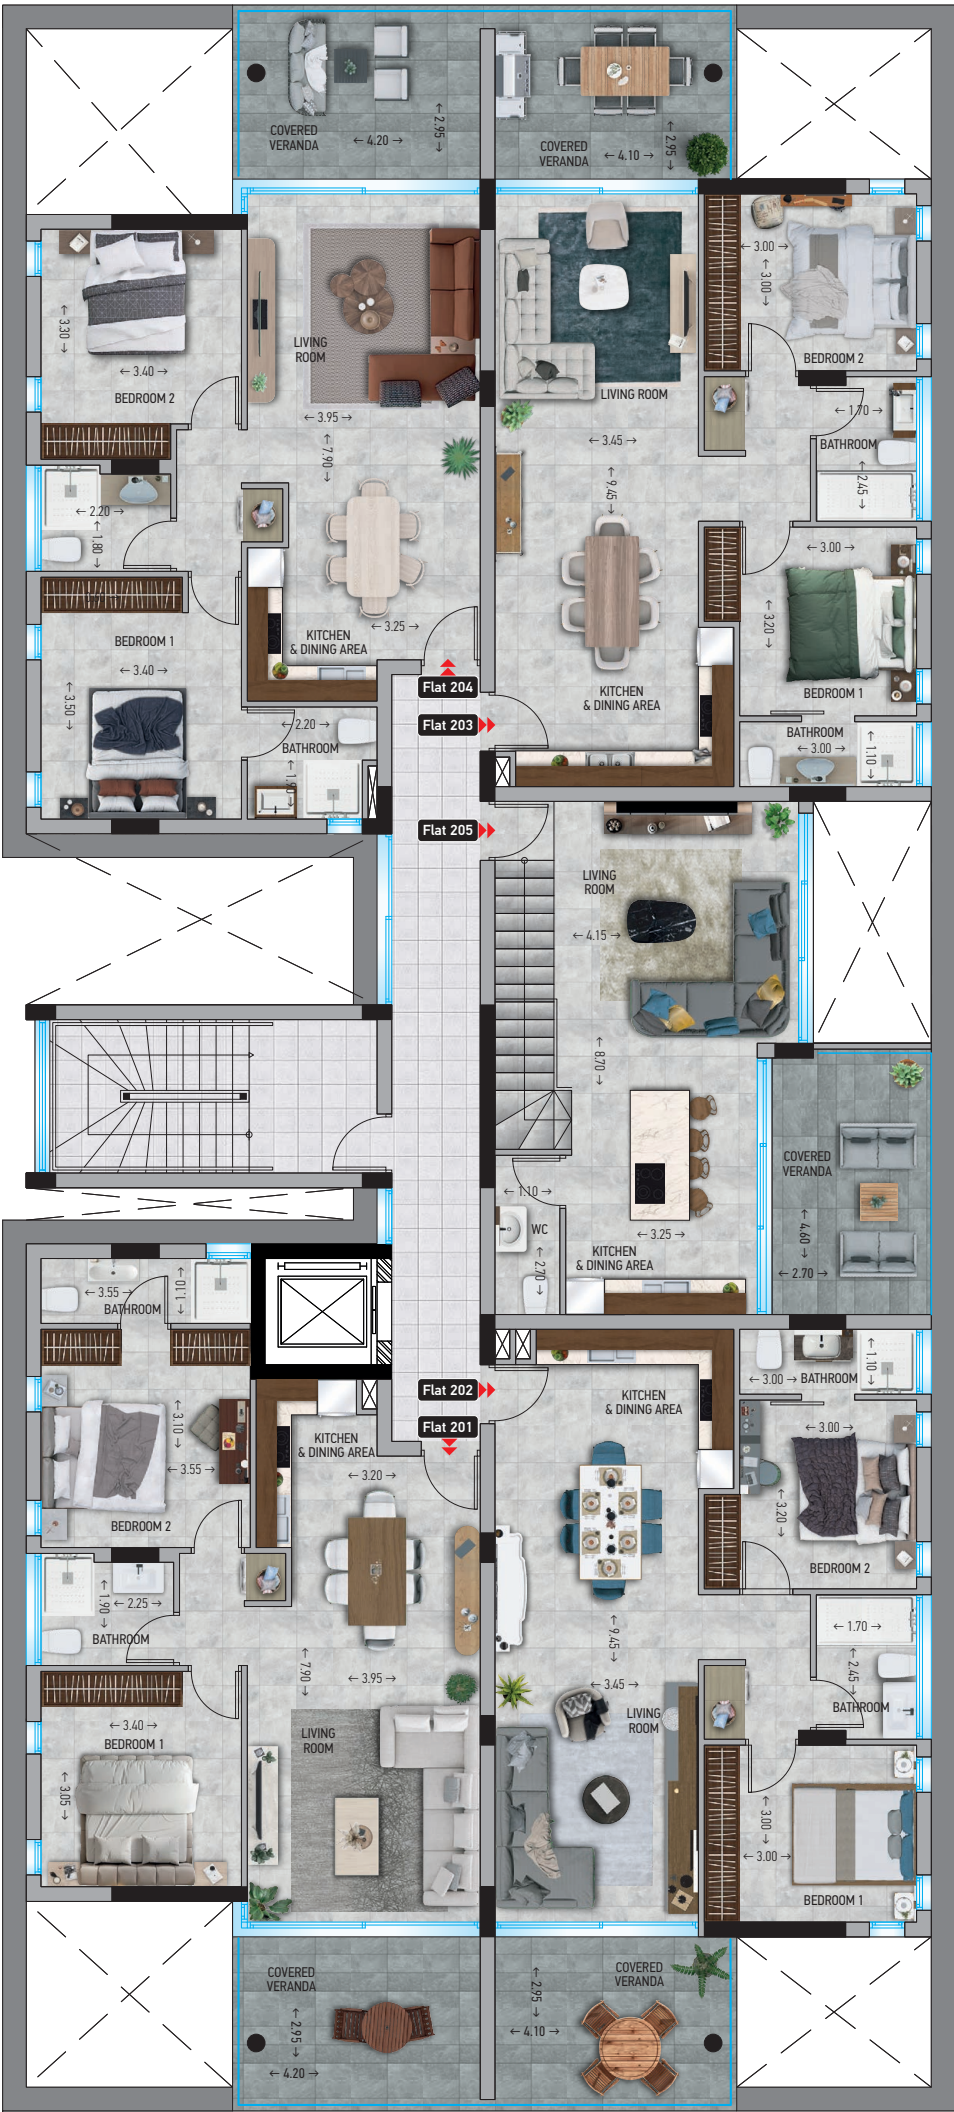 COVERED
VERANDA
← 4.20 →
← 2.95 →
COVERED
VERANDA
← 4.10 →
← 2.95 →
← 3.30 →
← 3.40 →
BEDROOM 2
LIVING
ROOM
← 3.95 →
← 7.90 →
LIVING ROOM
← 3.45 →
← 9.45 →
← 3.00 →
← 3.00 →
BEDROOM 2
← 1.70 →
BATHROOM
← 2.45 →
← 2.20 →
← 1.80 →
BEDROOM 1
← 3.40 →
← 3.50 →
← 3.25 →
KITCHEN
& DINING AREA
← 2.20 →
BATHROOM
← 1.90 →
Flat 204
Flat 203
Flat 205
KITCHEN
& DINING AREA
← 3.00 →
← 3.20 →
BEDROOM 1
BATHROOM
← 3.00 →
← 1.10 →
LIVING
ROOM
← 4.15 →
← 8.70 →
COVERED
VERANDA
← 4.60 →
← 2.70 →
← 1.10 →
WC
← 2.70 →
← 3.25 →
KITCHEN
& DINING AREA
← 3.55 →
BATHROOM
← 1.10 →
← 3.10 →
← 3.55 →
BEDROOM 2
KITCHEN
& DINING AREA
← 3.20 →
Flat 202
Flat 201
KITCHEN
& DINING AREA
← 3.00 →
BATHROOM
← 1.10 →
← 3.00 →
← 3.20 →
BEDROOM 2
← 1.90 →
← 2.25 →
BATHROOM
← 7.90 →
← 3.95 →
← 9.45 →
← 3.45 →
← 1.70 →
← 2.45 →
BATHROOM
← 3.40 →
BEDROOM 1
← 3.05 →
LIVING
ROOM
LIVING
ROOM
← 3.00 →
← 3.00 →
BEDROOM 1
COVERED
VERANDA
← 2.95 →
← 4.20 →
COVERED
VERANDA
← 2.95 →
← 4.10 →